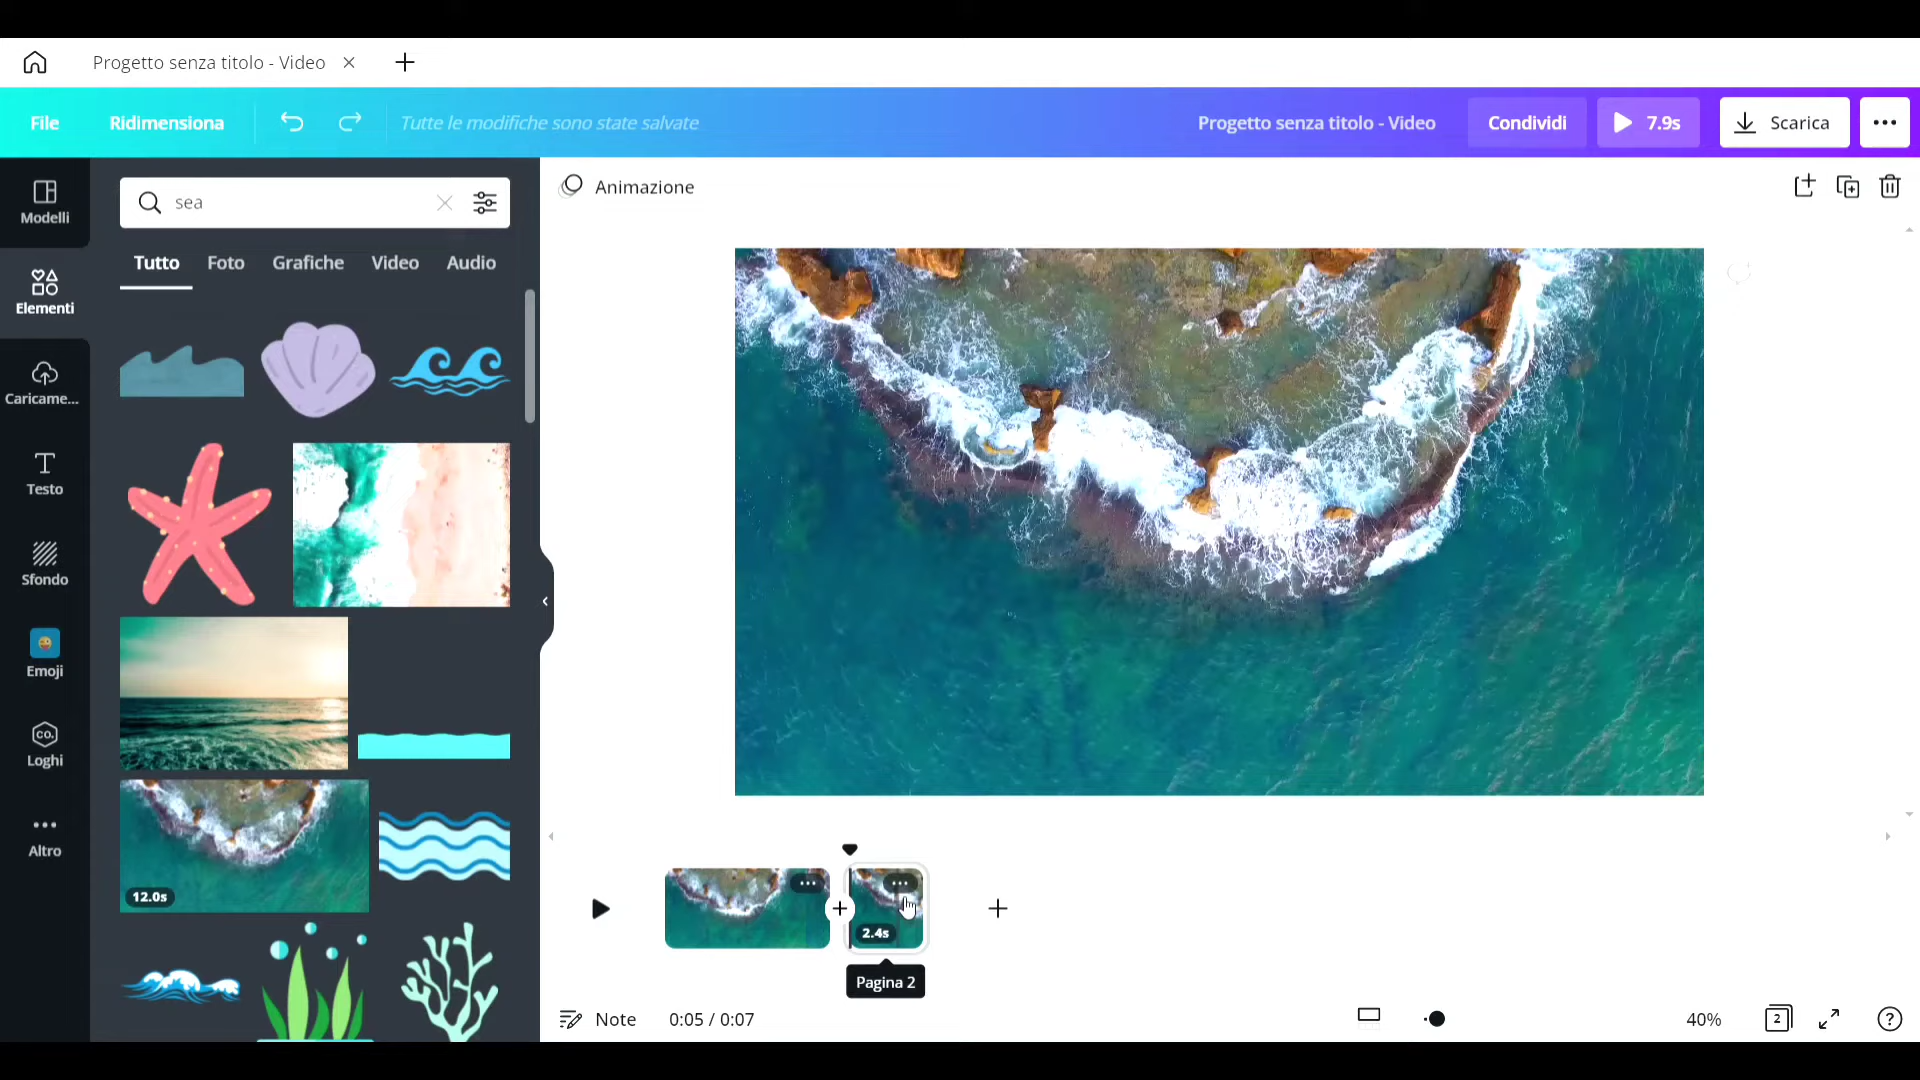 Progetto senza titolo - Video
File
Ridimensiona
Tutte le modifiche sono state salvate
Progetto senza titolo - Video
Condividi
7.9s
Scarica
Modelli
Elementi
Caricame...
Testo
Sfondo
Emoji
CO.
Loghi
Altro
sea
Tutto
Foto
Grafiche
Video
Audio
12.0s
Animazione
2.4s
Pagina 2
Note
0:05 / 0:07
40%
2
?